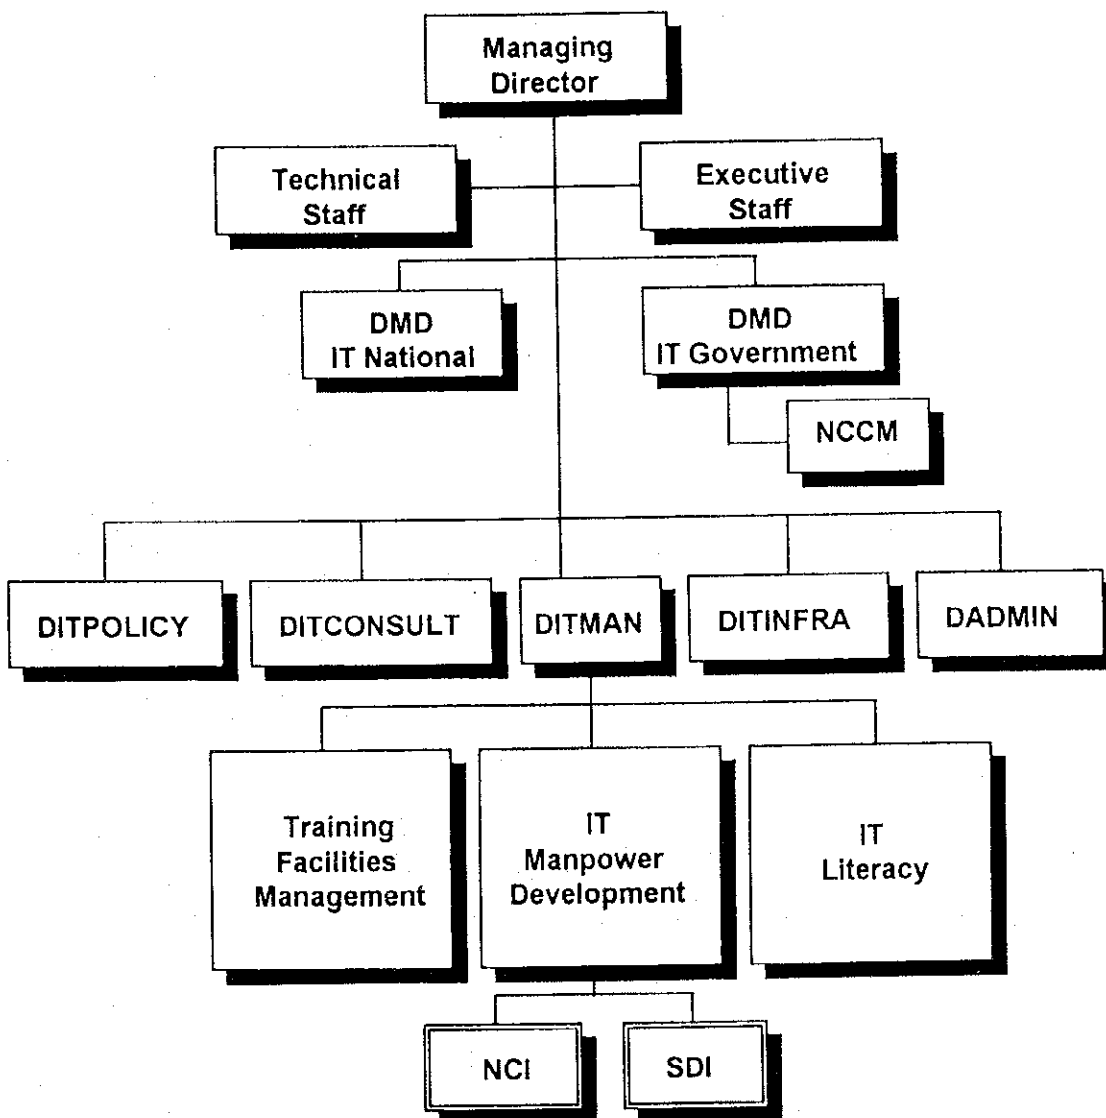 Managing
Director
Technical
Staff
Executive
Staff
DMD
IT National
DMD
IT Government
NCCM
DITPOLICY
DITCONSULT
DITMAN
DITINFRA
DADMIN
Training
Facilities
Management
IT
Manpower
Development
IT
Literacy
NCI
SDI